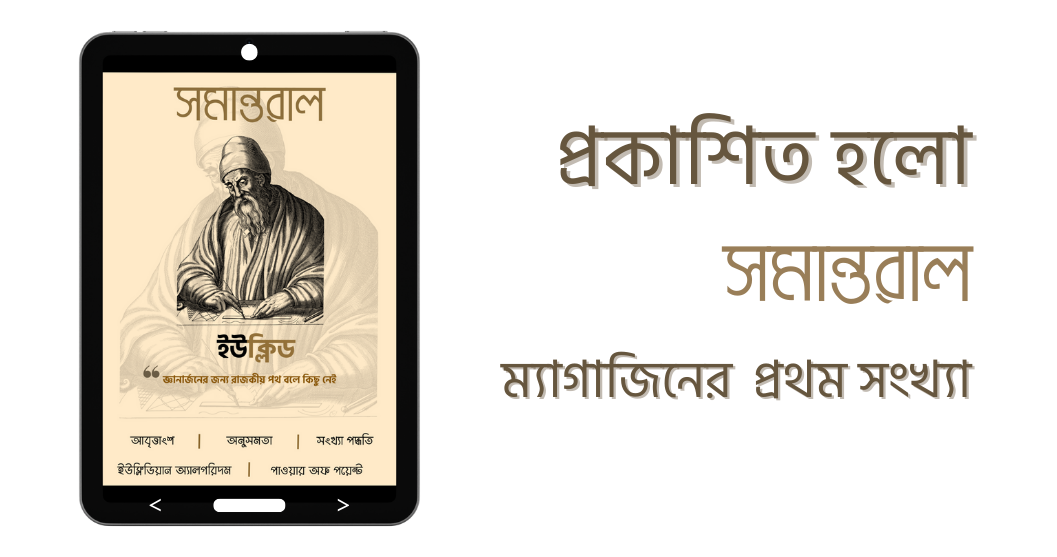 সমান্তরাল
ইউক্লিড
“জ্ঞানার্জনের জন্য রাজকীয় পথ বলে কিছু নেই
আবৃত্তাংশ | অনুসমতা | সংখ্যা পদ্ধতি
ইউক্লিডিয়ান অ্যালগরিদম | পাওয়ার অফ পয়েন্ট
< >
প্রকাশিত হলো
সমান্তরাল
ম্যাগাজিনের প্রথম সংখ্যা